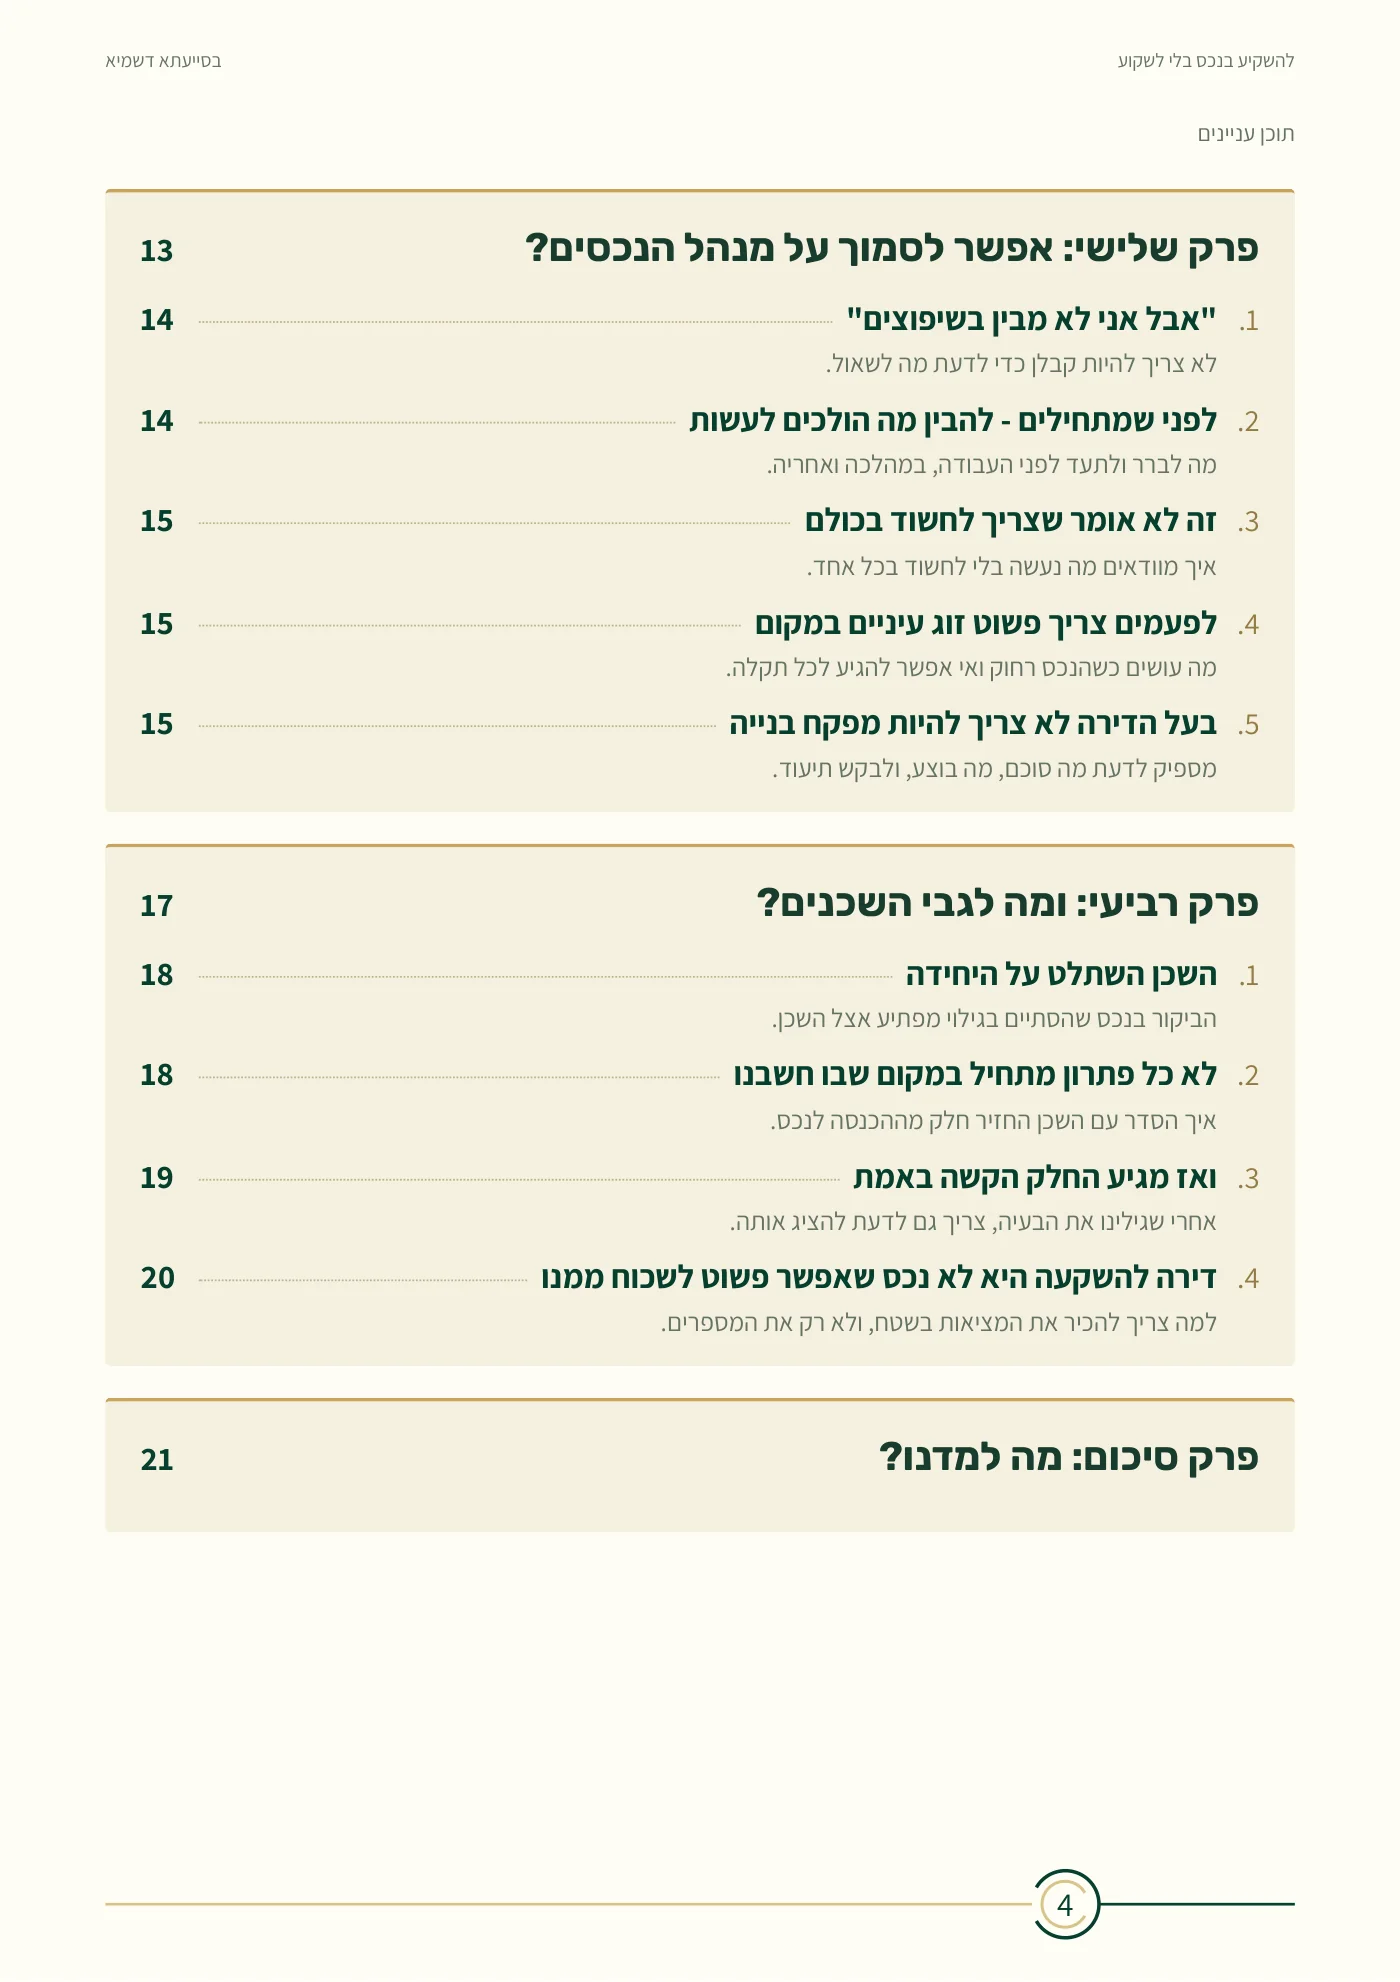 להשקיע בנכס בלי לשקוע
בסייעתא דשמיא
תוכן עניינים
פרק שלישי: אפשר לסמוך על מנהל הנכסים? 13
1. "אבל אני לא מבין בשיפוצים" 14
לא צריך להיות קבלן כדי לדעת מה לשאול.
2. לפני שמתחילים - להבין מה הולכים לעשות 14
מה לברר ולתעד לפני העבודה, במהלכה ואחריה.
3. זה לא אומר שצריך לחשוד בכולם 15
איך מוודאים מה נעשה בלי לחשוד בכל אחד.
4. לפעמים צריך פשוט זוג עיניים במקום 15
מה עושים כשהנכס רחוק ואי אפשר להגיע לכל תקלה.
5. בעל הדירה לא צריך להיות מפקח בנייה 15
מספיק לדעת מה סוכם, מה בוצע, ולבקש תיעוד.
פרק רביעי: ומה לגבי השכנים? 17
1. השכן השתלט על היחידה 18
הביקור בנכס שהסתיים בגילוי מפתיע אצל השכן.
2. לא כל פתרון מתחיל במקום שבו חשבנו 18
איך הסדר עם השכן החזיר חלק מההכנסה לנכס.
3. ואז מגיע החלק הקשה באמת 19
אחרי שגילינו את הבעיה, צריך גם לדעת להציג אותה.
4. דירה להשקעה היא לא נכס שאפשר פשוט לשכוח ממנו 20
למה צריך להכיר את המציאות בשטח, ולא רק את המספרים.
פרק סיכום: מה למדנו? 21
4